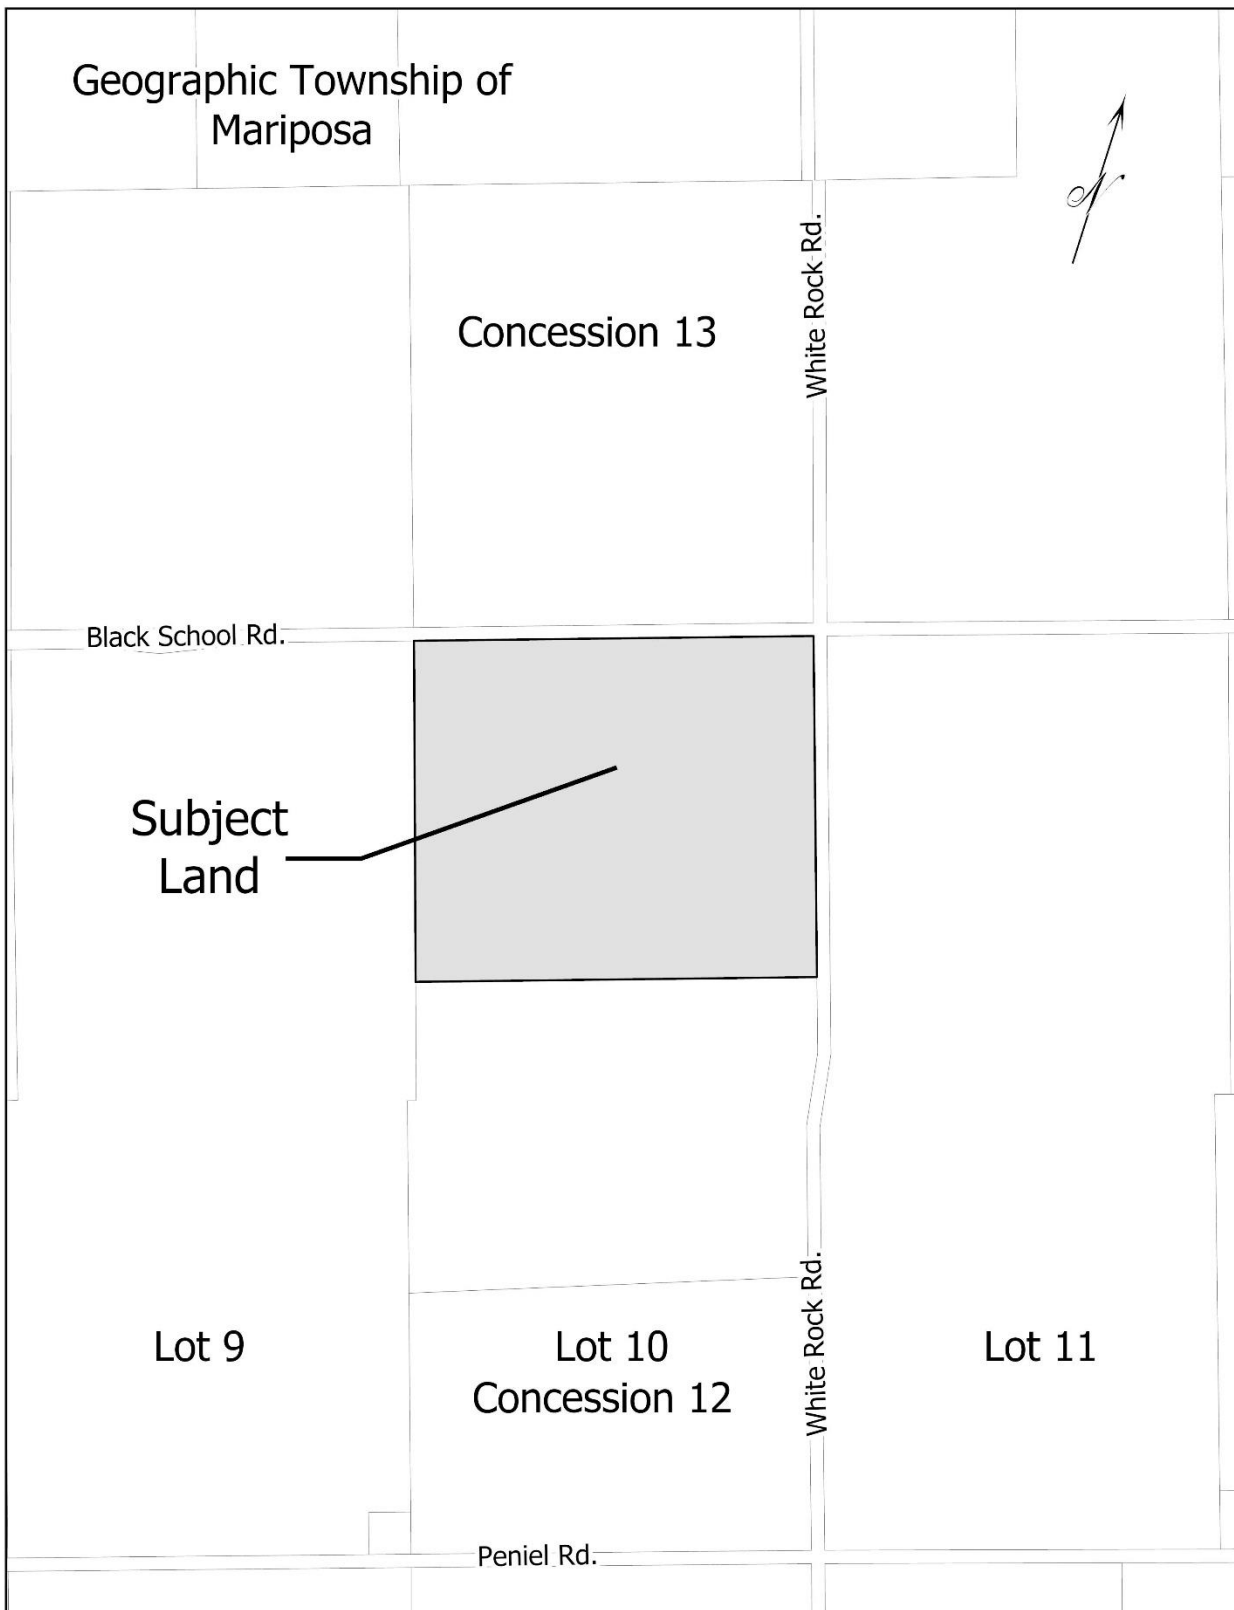 Geographic Township of
Mariposa
N
White Rock Rd.
Concession 13
Black School Rd.
Subject
Land
Lot 9
Lot 10
Concession 12
White Rock Rd.
Lot 11
Peniel Rd.